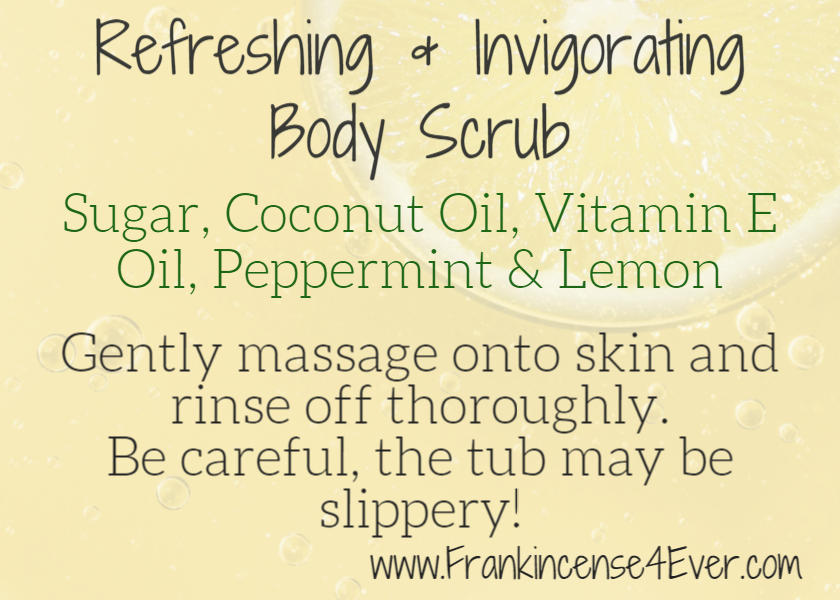 Refreshing & Invigorating
Body Scrub
Sugar, Coconut Oil, Vitamin E
Oil, Peppermint & Lemon
Gently massage onto skin and
rinse off thoroughly.
Be careful, the tub may be
slippery!
www.Frankincense4Ever.com